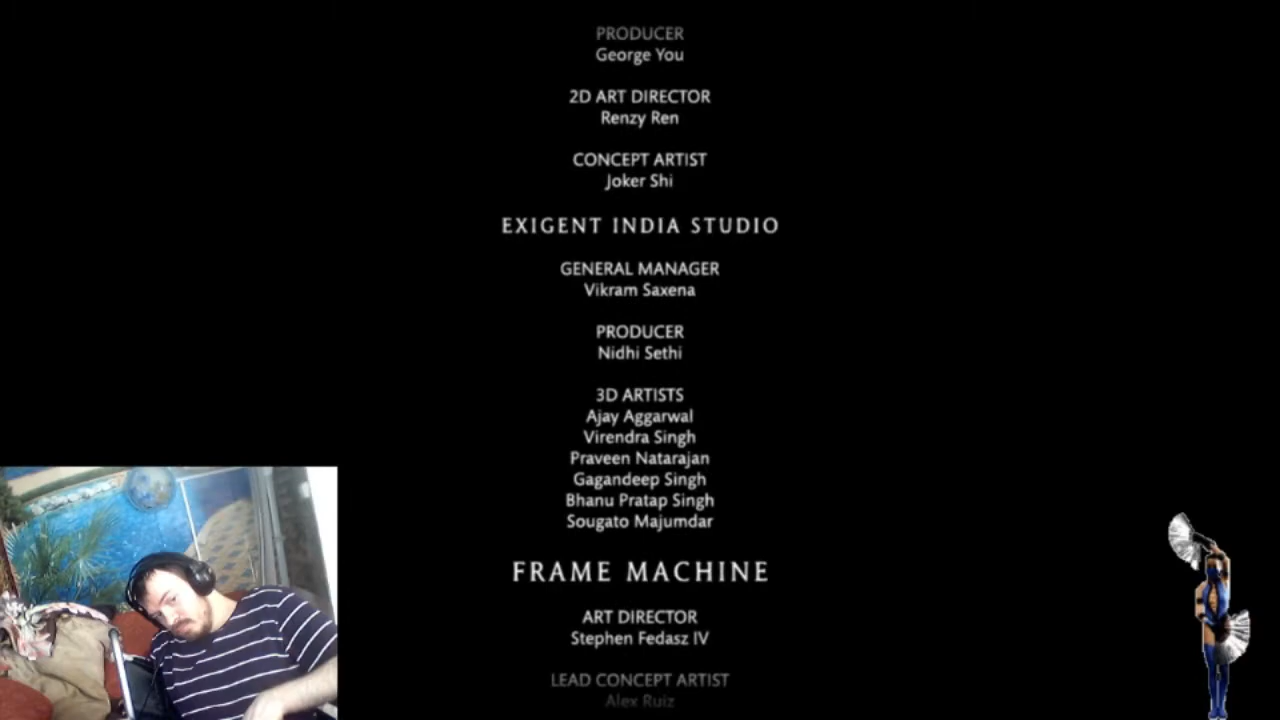 PRODUCER
George You
2D ART DIRECTOR
Renzy Ren
CONCEPT ARTIST
Joker Shi
EXIGENT INDIA STUDIO
GENERAL MANAGER
Vikram Saxena
PRODUCER
Nidhi Sethi
3D ARTISTS
Ajay Aggarwal
Virendra Singh
Praveen Natarajan
Gagandeep Singh
Bhanu Pratap Singh
Sougato Majumdar
FRAME MACHINE
ART DIRECTOR
Stephen Fedasz IV
LEAD CONCEPT ARTIST
Alex Ruiz